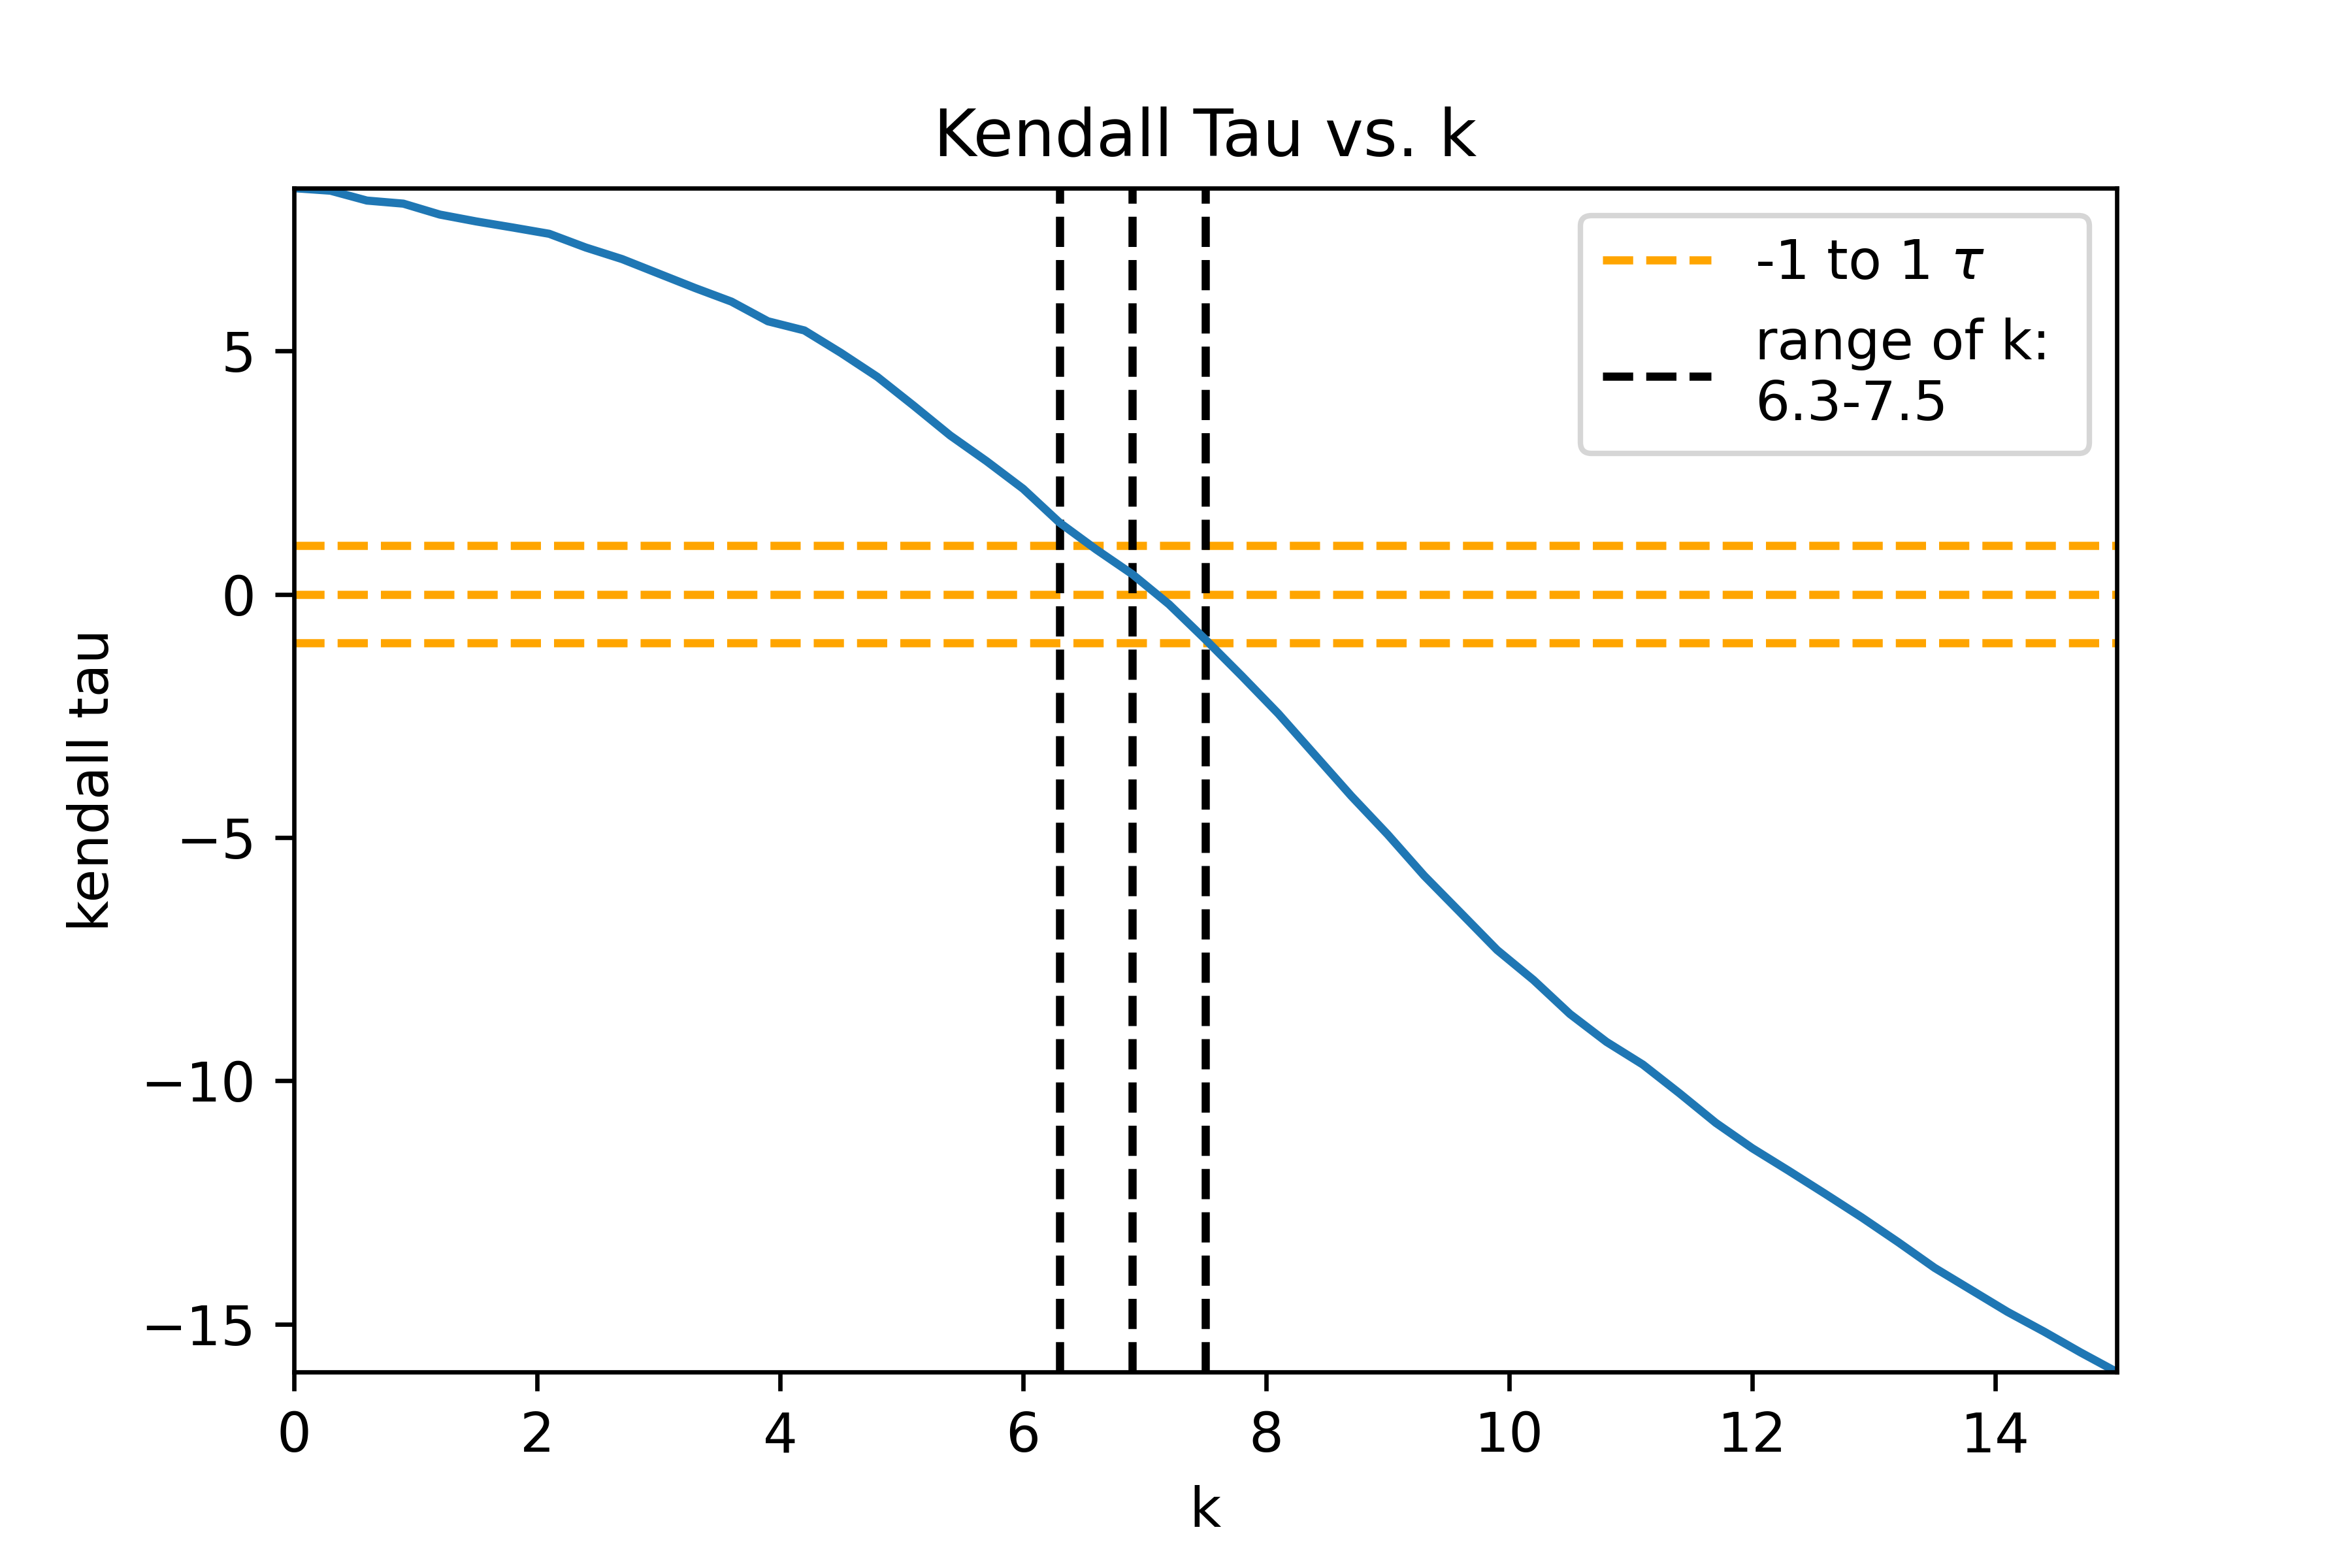 Kendall Tau vs. k
-1 to 1 τ
range of k:
6.3-7.5
kendall tau
5
0
−5
−10
−15
0 2 4 6 8 10 12 14
k